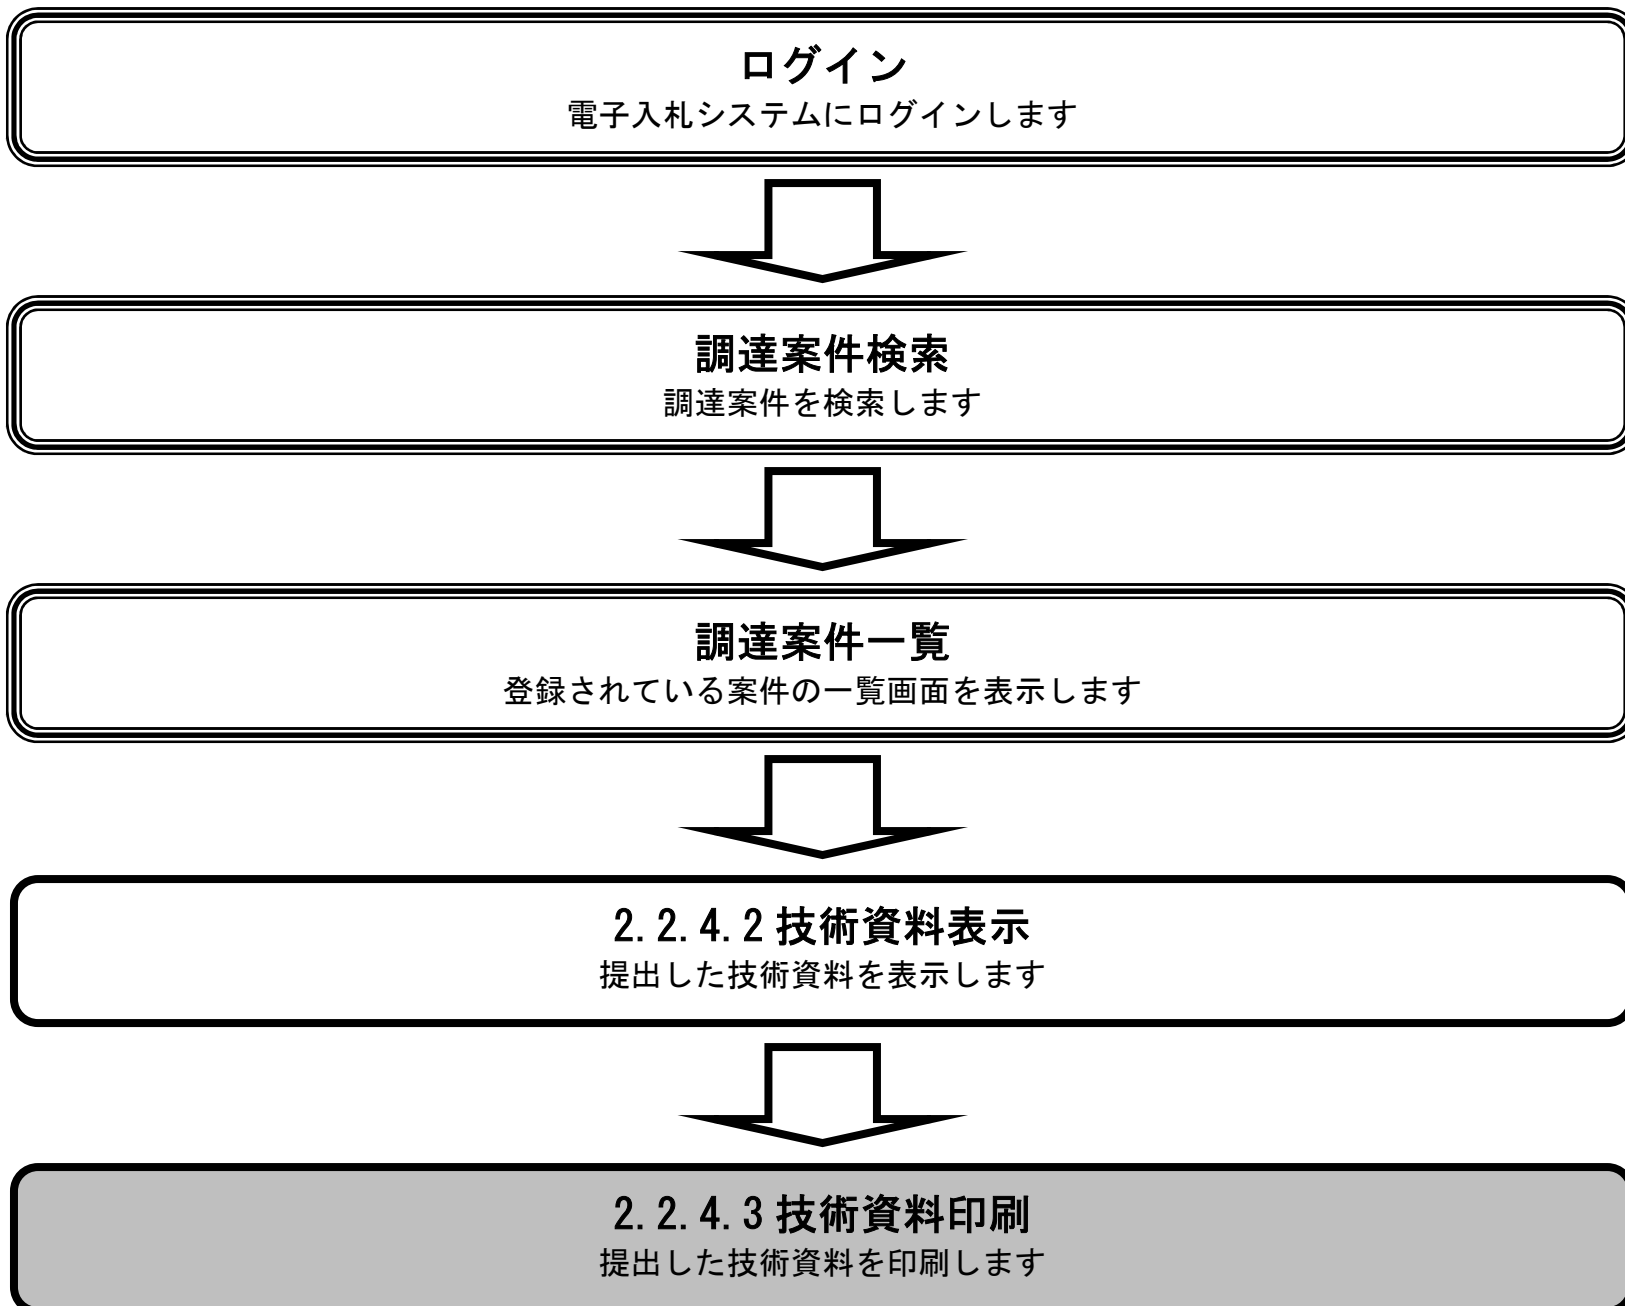 ログイン
電子入札システムにログインします
調達案件検索
調達案件を検索します
調達案件一覧
登録されている案件の一覧画面を表示します
2.2.4.2 技術資料表示
提出した技術資料を表示します
2.2.4.3 技術資料印刷
提出した技術資料を印刷します